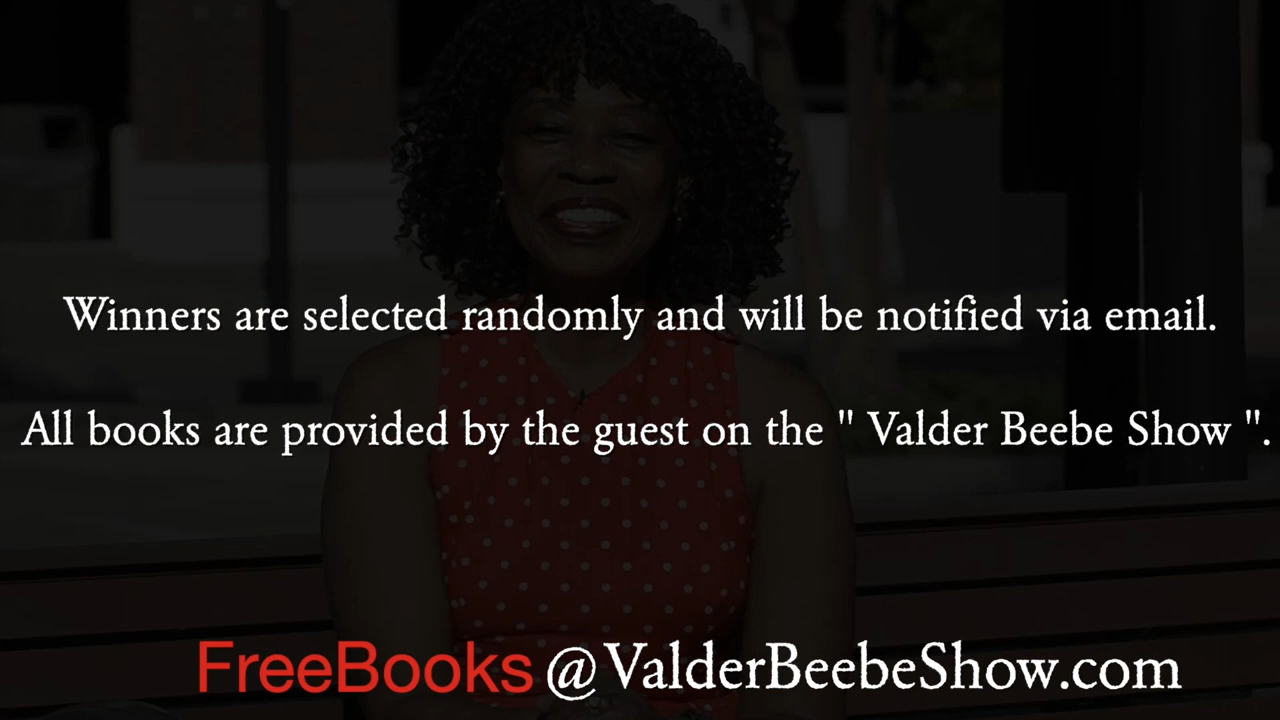 Winners are selected randomly and will be notified via email.
All books are provided by the guest on the " Valder Beebe Show ".
FreeBooks @ValderBeebeShow.com